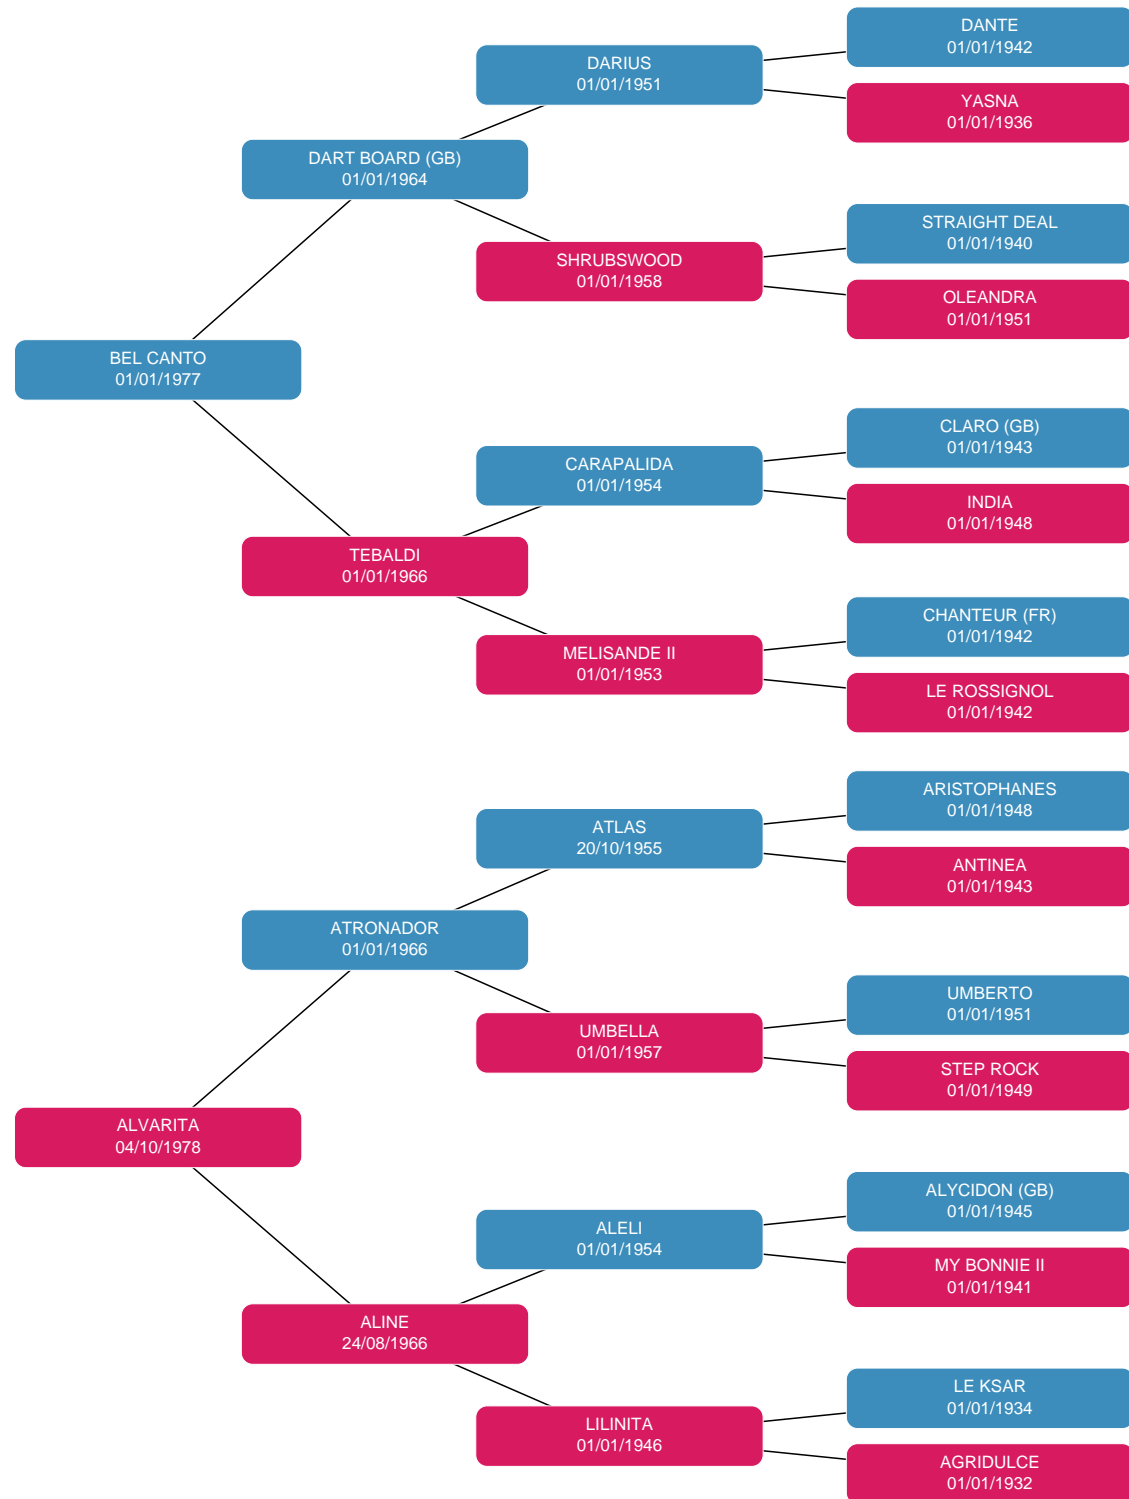 DANTE
01/01/1942
DARIUS
01/01/1951
YASNA
01/01/1936
DART BOARD (GB)
01/01/1964
STRAIGHT DEAL
01/01/1940
SHRUBSWOOD
01/01/1958
OLEANDRA
01/01/1951
BEL CANTO
01/01/1977
CLARO (GB)
01/01/1943
CARAPALIDA
01/01/1954
INDIA
01/01/1948
TEBALDI
01/01/1966
CHANTEUR (FR)
01/01/1942
MELISANDE II
01/01/1953
LE ROSSIGNOL
01/01/1942
ARISTOPHANES
01/01/1948
ATLAS
20/10/1955
ANTINEA
01/01/1943
ATRONADOR
01/01/1966
UMBERTO
01/01/1951
UMBELLA
01/01/1957
STEP ROCK
01/01/1949
ALVARITA
04/10/1978
ALYCIDON (GB)
01/01/1945
ALELI
01/01/1954
MY BONNIE II
01/01/1941
ALINE
24/08/1966
LE KSAR
01/01/1934
LILINITA
01/01/1946
AGRIDULCE
01/01/1932